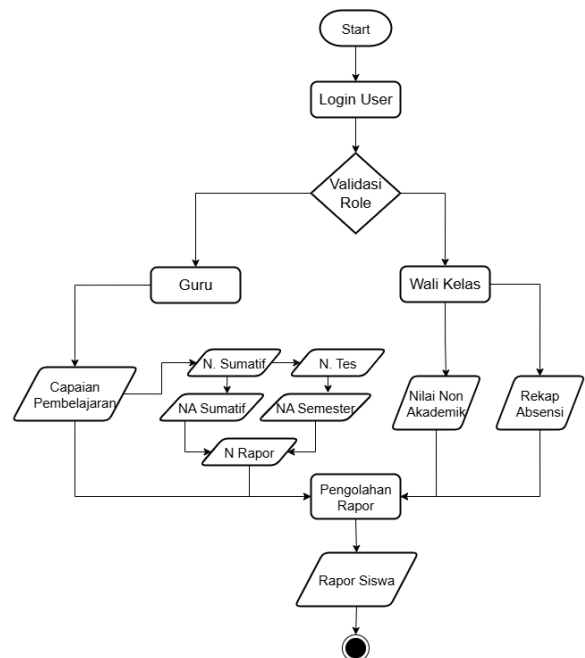 Start
Login User
Validasi
Role
Guru
Wali Kelas
Capaian
Pembelajaran
N. Sumatif
N. Tes
NA Sumatif
NA Semester
N Rapor
Nilai Non
Akademik
Rekap
Absensi
Pengolahan
Rapor
Rapor Siswa